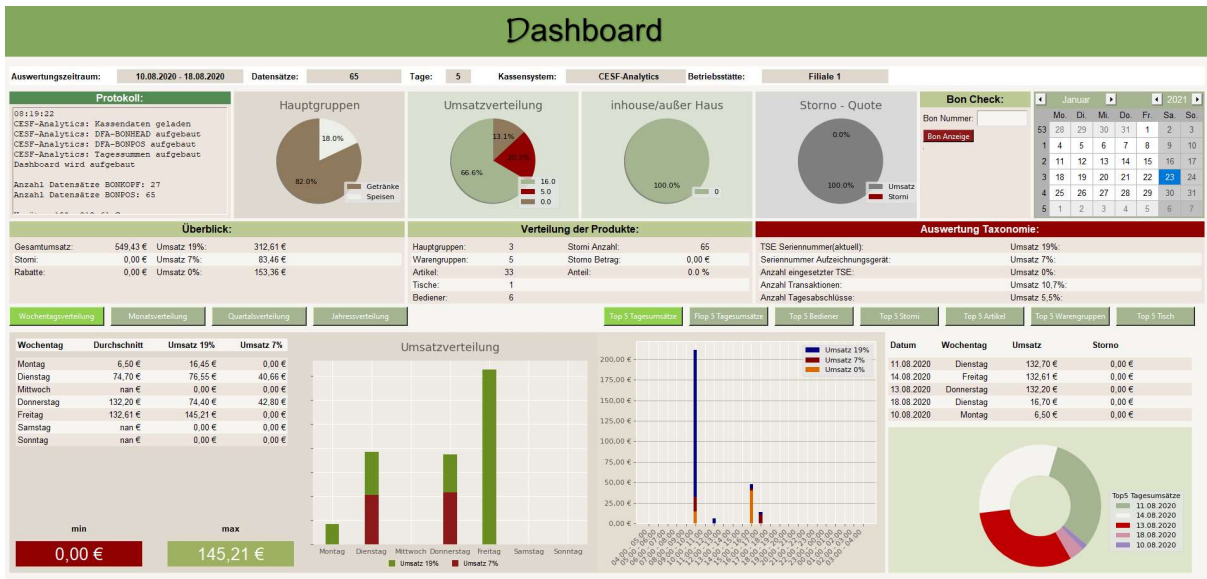 Dashboard
Auswertungszeitraum: 10.08.2020 - 18.08.2020 Datensätze: 65 Tage: 5 Kassensystem: CESF-Analytics Betriebsstätte: Filiale 1
Protokoll:
08:19:22
CESF-Analytics: Kassendaten geladen
CESF-Analytics: DFA-BONHEAD aufgebaut
CESF-Analytics: DFA-BONPOS aufgebaut
CESF-Analytics: Tagessummen aufgebaut
Dashboard wird aufgebaut
Anzahl Datensätze BONKOPF: 27
Anzahl Datensätze BONPOS: 65
Hauptgruppen
18.0%
82.0%
Getränke
Speisen
Umsatzverteilung
13.1%
66.6%
16.0
5.0
0.0
inhouse/außer Haus
100.0%
0
Storno - Quote
0.0%
100.0%
Umsatz
Storni
Bon Check:
Bon Nummer:
Bon Anzeige
Januar 2021
Mo. Di. Mi. Do. Fr. Sa. So.
53 28 29 30 31 1 2 3
1 4 5 6 7 8 9 10
2 11 12 13 14 15 16 17
3 18 19 20 21 22 23 24
4 25 26 27 28 29 30 31
5 1 2 3 4 5 6 7
Überblick:
Gesamtumsatz: 549,43 € Umsatz 19%: 312,61 €
Storni: 0,00 € Umsatz 7%: 83,46 €
Rabatte: 0,00 € Umsatz 0%: 153,36 €
Verteilung der Produkte:
Hauptgruppen: 3 Storni Anzahl: 65
Warengruppen: 5 Storno Betrag: 0,00 €
Artikel: 33 Anteil: 0.0 %
Tische: 1
Bediener: 6
Auswertung Taxonomie:
TSE Seriennummer(aktuell): Umsatz 19%:
Seriennummer Aufzeichnungsgerät: Umsatz 7%:
Anzahl eingesetzter TSE: Umsatz 0%:
Anzahl Transaktionen: Umsatz 10,7%:
Anzahl Tagesabschlüsse: Umsatz 5,5%:
Wochentagsverteilung Monatsverteilung Quartalsverteilung Jahresverteilung
Top 5 Tagesumsätze Flop 5 Tagesumsätze Top 5 Bediener Top 5 Storni Top 5 Artikel Top 5 Warengruppen Top 5 Tisch
Wochentag Durchschnitt Umsatz 19% Umsatz 7%
Montag 6,50 € 16,45 € 0,00 €
Dienstag 74,70 € 76,55 € 40,66 €
Mittwoch nan € 0,00 € 0,00 €
Donnerstag 132,20 € 74,40 € 42,80 €
Freitag 132,61 € 145,21 € 0,00 €
Samstag nan € 0,00 € 0,00 €
Sonntag nan € 0,00 € 0,00 €
min max
0,00 € 145,21 €
Umsatzverteilung
Montag Dienstag Mittwoch Donnerstag Freitag Samstag Sonntag
Umsatz 19% Umsatz 7%
Umsatz 19%
Umsatz 7%
Umsatz 0%
200,00 €
175,00 €
150,00 €
125,00 €
100,00 €
75,00 €
50,00 €
25,00 €
0,00 €
Datum Wochentag Umsatz Storno
11.08.2020 Dienstag 132,70 € 0,00 €
14.08.2020 Freitag 132,61 € 0,00 €
13.08.2020 Donnerstag 132,20 € 0,00 €
18.08.2020 Dienstag 16,70 € 0,00 €
10.08.2020 Montag 6,50 € 0,00 €
Top5 Tagesumsätze
11.08.2020
14.08.2020
13.08.2020
18.08.2020
10.08.2020